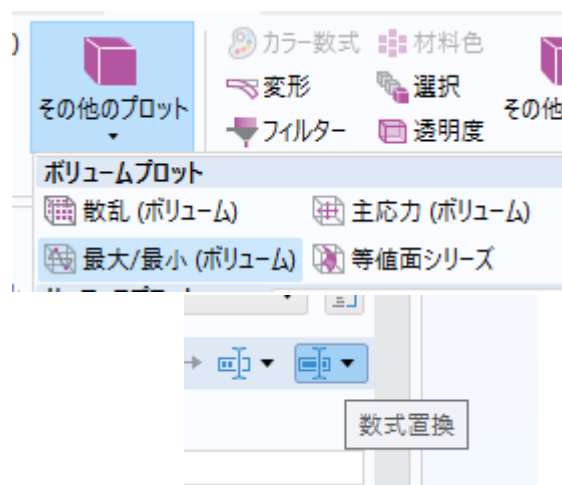 カラー数式 材料色
変形 選択
その他のプロット その他
フィルター 透明度
ボリュームプロット
散乱 (ボリューム) 主応力 (ボリューム)
最大/最小 (ボリューム) 等値面シリーズ
数式置換